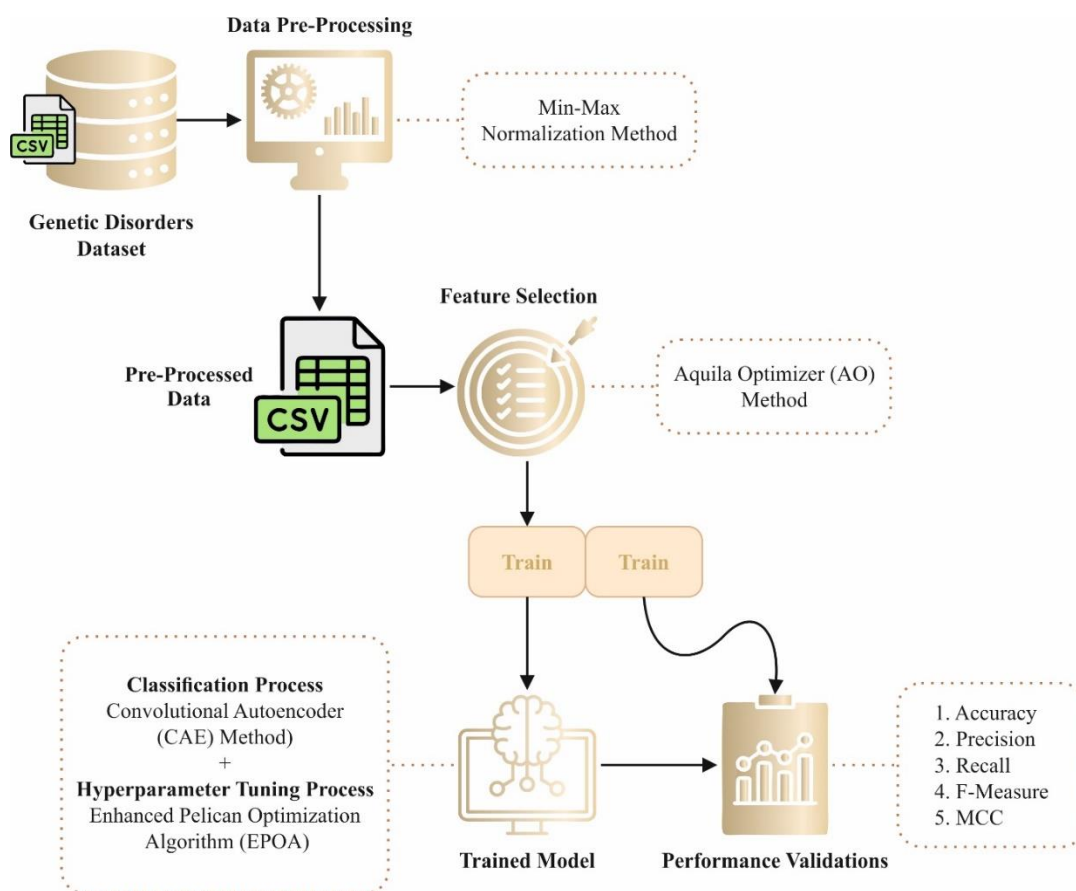 Data Pre-Processing
CSV
Genetic Disorders
Dataset
Min-Max
Normalization Method
Feature Selection
Pre-Processed
Data
CSV
Aquila Optimizer (AO)
Method
Train
Train
Classification Process
Convolutional Autoencoder
(CAE) Method)
+
Hyperparameter Tuning Process
Enhanced Pelican Optimization
Algorithm (EPOA)
Trained Model
Performance Validations
1. Accuracy
2. Precision
3. Recall
4. F-Measure
5. MCC